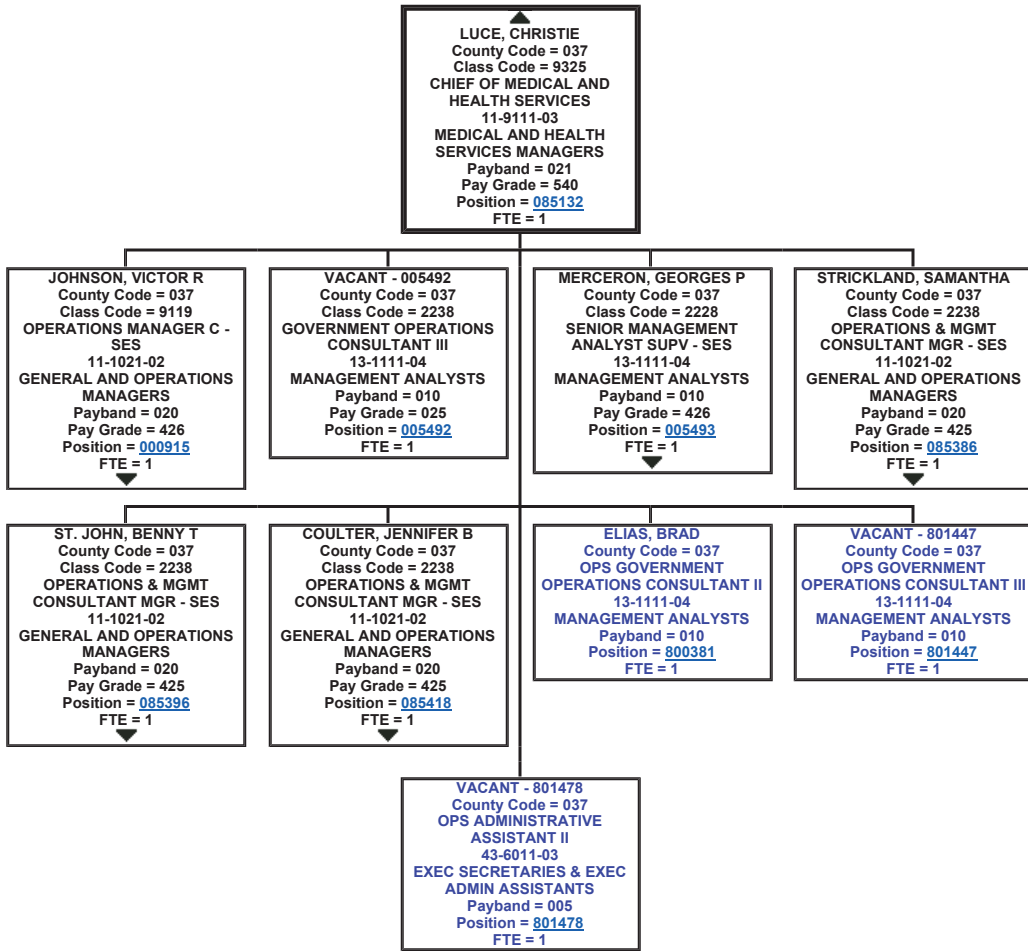 LUCE, CHRISTIE
County Code = 037
Class Code = 9325
CHIEF OF MEDICAL AND
HEALTH SERVICES
11-9111-03
MEDICAL AND HEALTH
SERVICES MANAGERS
Payband = 021
Pay Grade = 540
Position = 085132
FTE = 1
JOHNSON, VICTOR R
County Code = 037
Class Code = 9119
OPERATIONS MANAGER C -
SES
11-1021-02
GENERAL AND OPERATIONS
MANAGERS
Payband = 020
Pay Grade = 426
Position = 000915
FTE = 1
VACANT - 005492
County Code = 037
Class Code = 2238
GOVERNMENT OPERATIONS
CONSULTANT III
13-1111-04
MANAGEMENT ANALYSTS
Payband = 010
Pay Grade = 025
Position = 005492
FTE = 1
MERCERON, GEORGES P
County Code = 037
Class Code = 2228
SENIOR MANAGEMENT
ANALYST SUPV - SES
13-1111-04
MANAGEMENT ANALYSTS
Payband = 010
Pay Grade = 426
Position = 005493
FTE = 1
STRICKLAND, SAMANTHA
County Code = 037
Class Code = 2238
OPERATIONS & MGMT
CONSULTANT MGR - SES
11-1021-02
GENERAL AND OPERATIONS
MANAGERS
Payband = 020
Pay Grade = 425
Position = 085386
FTE = 1
ST. JOHN, BENNY T
County Code = 037
Class Code = 2238
OPERATIONS & MGMT
CONSULTANT MGR - SES
11-1021-02
GENERAL AND OPERATIONS
MANAGERS
Payband = 020
Pay Grade = 425
Position = 085396
FTE = 1
COULTER, JENNIFER B
County Code = 037
Class Code = 2238
OPERATIONS & MGMT
CONSULTANT MGR - SES
11-1021-02
GENERAL AND OPERATIONS
MANAGERS
Payband = 020
Pay Grade = 425
Position = 085418
FTE = 1
ELIAS, BRAD
County Code = 037
OPS GOVERNMENT
OPERATIONS CONSULTANT II
13-1111-04
MANAGEMENT ANALYSTS
Payband = 010
Position = 800381
FTE = 1
VACANT - 801447
County Code = 037
OPS GOVERNMENT
OPERATIONS CONSULTANT III
13-1111-04
MANAGEMENT ANALYSTS
Payband = 010
Position = 801447
FTE = 1
VACANT - 801478
County Code = 037
OPS ADMINISTRATIVE
ASSISTANT II
43-6011-03
EXEC SECRETARIES & EXEC
ADMIN ASSISTANTS
Payband = 005
Position = 801478
FTE = 1